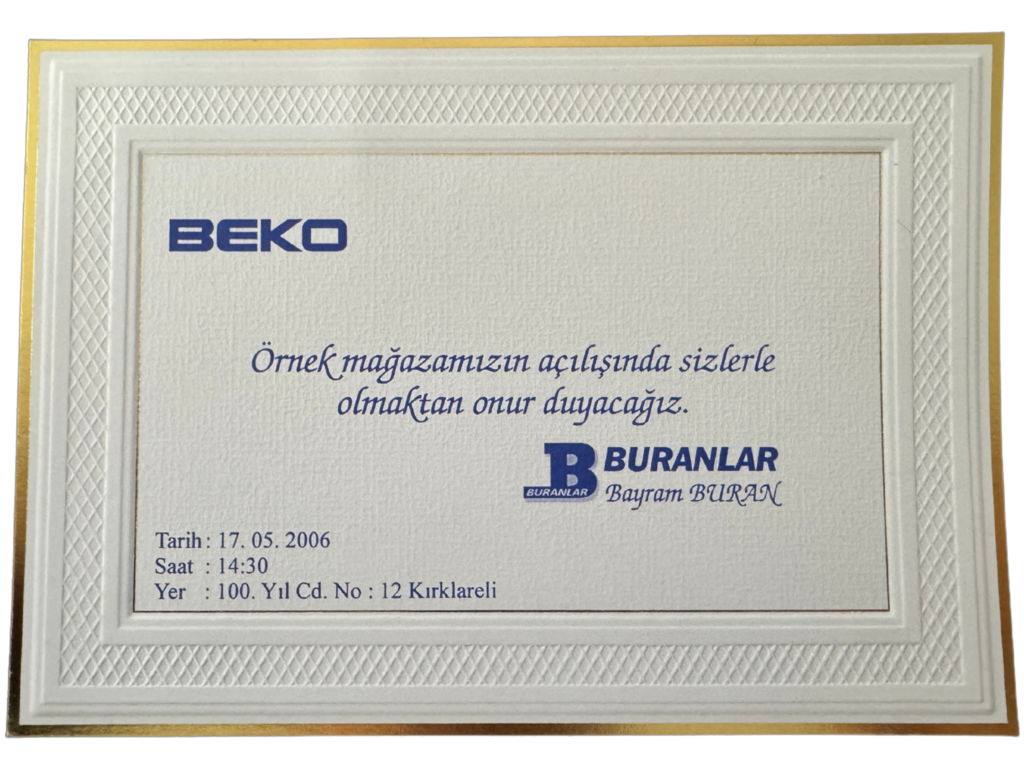 BEKO
Örnek mağazamızın açılışında sizlerle
olmaktan onur duyacağız.
B BURANLAR
BURANLAR
Bayram BURAN
Tarih : 17. 05. 2006
Saat : 14:30
Yer : 100. Yıl Cd. No : 12 Kırklareli